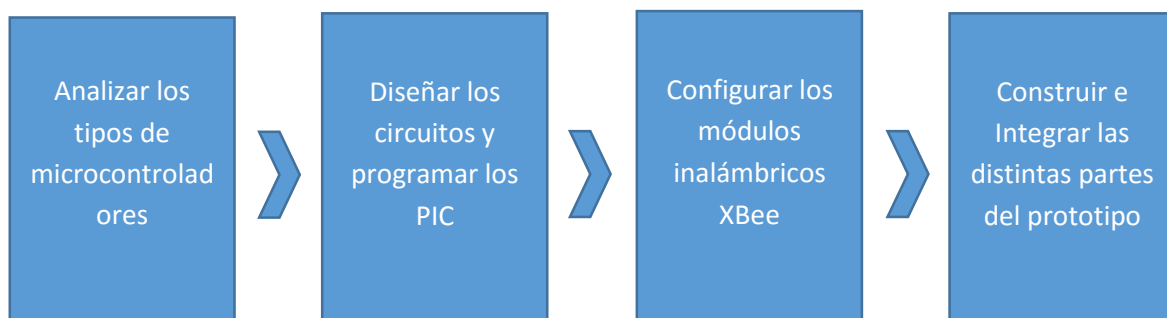 Analizar los
tipos de
microcontrolad
ores
Diseñar los
circuitos y
programar los
PIC
Configurar los
módulos
inalámbricos
XBee
Construir e
Integrar las
distintas partes
del prototipo